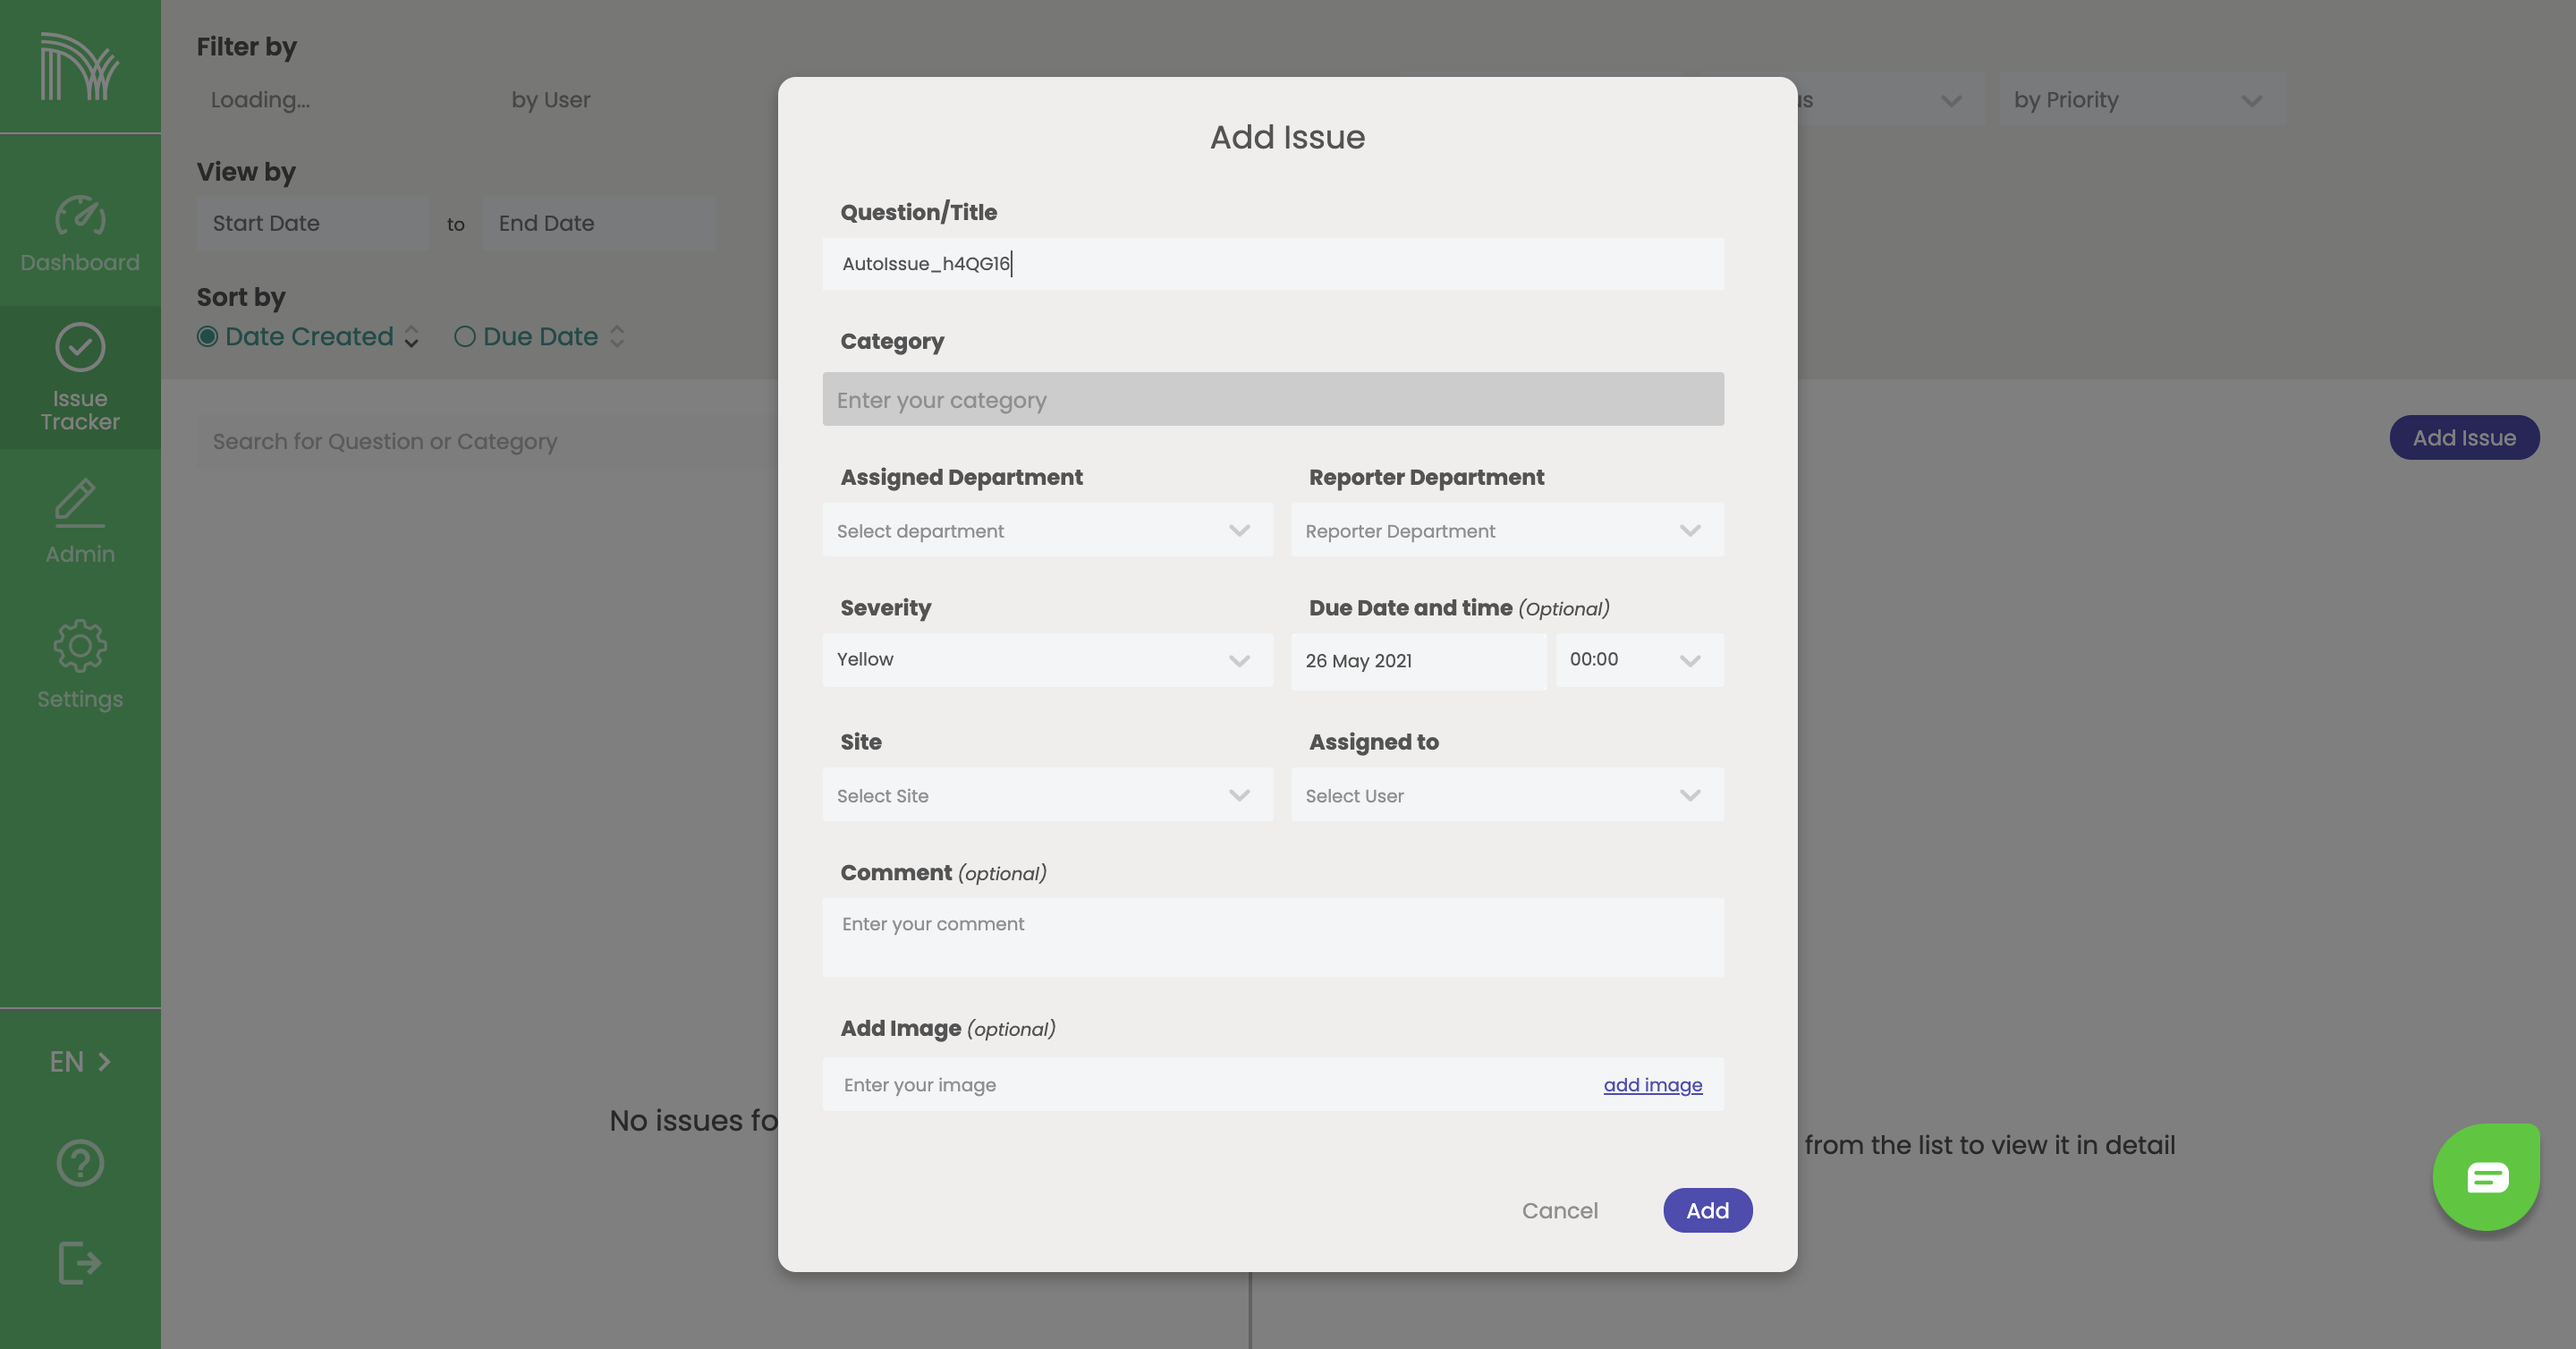 Filter by
Loading...
by User
by Priority
View by
Start Date
to
End Date
Sort by
Date Created
Due Date
Search for Question or Category
Add Issue
Dashboard
Issue
Tracker
Admin
Settings
EN
No issues
from the list to view it in detail
Add Issue
Question/Title
AutoIssue_h4QG16
Category
Enter your category
Assigned Department
Reporter Department
Select department
Reporter Department
Severity
Due Date and time (Optional)
Yellow
26 May 2021
00:00
Site
Assigned to
Select Site
Select User
Comment (optional)
Enter your comment
Add Image (optional)
Enter your image
add image
Cancel
Add